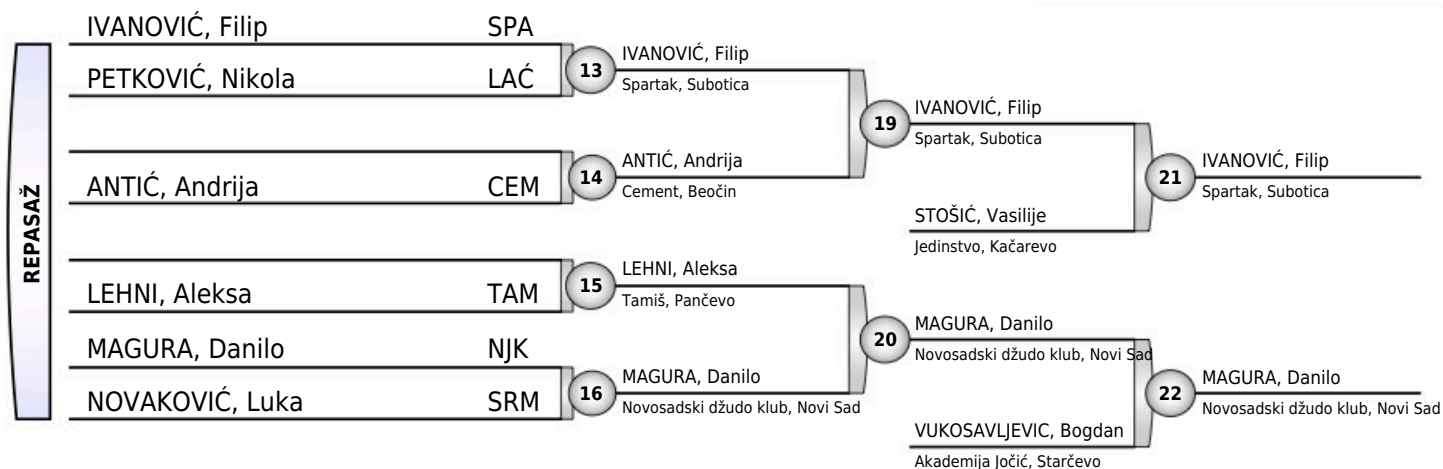 REPASAŽ
IVANOVIĆ, Filip SPA
PETKOVIĆ, Nikola LAĆ
ANTIĆ, Andrija CEM
LEHNI, Aleksa TAM
MAGURA, Danilo NJK
NOVAKOVIĆ, Luka SRM
13
IVANOVIĆ, Filip
Spartak, Subotica
14
ANTIĆ, Andrija
Cement, Beočin
15
LEHNI, Aleksa
Tamiš, Pančevo
16
MAGURA, Danilo
Novosadski džudo klub, Novi Sad
19
IVANOVIĆ, Filip
Spartak, Subotica
STOŠIĆ, Vasilije
Jedinstvo, Kačarevo
20
MAGURA, Danilo
Novosadski džudo klub, Novi Sad
VUKOSAVLJEVIC, Bogdan
Akademija Jočić, Starčevo
21
IVANOVIĆ, Filip
Spartak, Subotica
22
MAGURA, Danilo
Novosadski džudo klub, Novi Sad